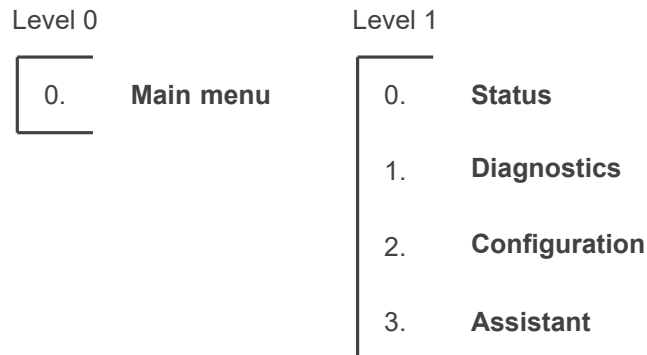 Level 0
0. Main menu
Level 1
0. Status
1. Diagnostics
2. Configuration
3. Assistant